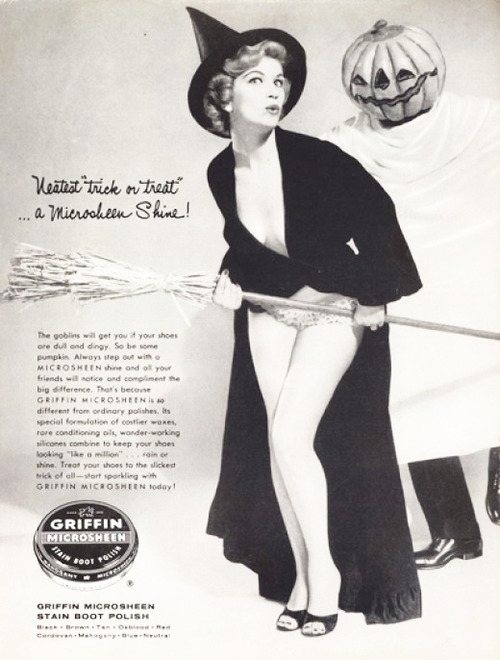 Neatest "trick or treat"
... a Microsheen Shine!
The goblins will get you if your shoes
are dull and dingy. So be some
pumpkin. Always step out with a
MICROSHEEN shine and all your
friends will notice and compliment the
big difference. That's because
GRIFFIN MICROSHEEN is so
different from ordinary polishes. Its
special formulation of costlier waxes,
rare conditioning oils, wonder-working
silicones combine to keep your shoes
looking "like a million" . . . rain or
shine. Treat your shoes to the slickest
trick of all—start sparkling with
GRIFFIN MICROSHEEN today!
GRIFFIN
MICROSHEEN
STAIN BOOT POLISH
MAHOGANY
MICROSHEEN
®
GRIFFIN MICROSHEEN
STAIN BOOT POLISH
Black • Brown • Tan • Oxblood • Red
Cordovan • Mahogany • Blue • Neutral